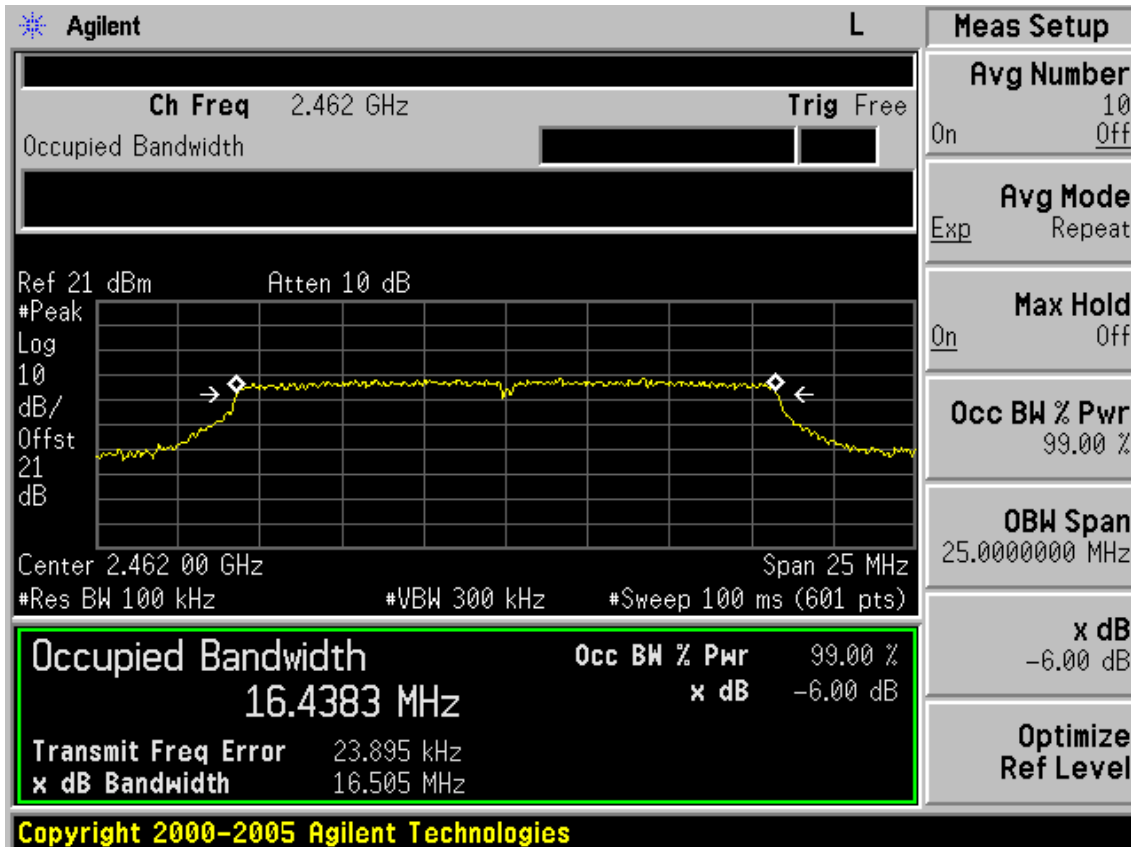 Agilent
L
Ch Freq 2.462 GHz
Trig Free
Occupied Bandwidth
Ref 21 dBm
Atten 10 dB
#Peak
Log
10
dB/
Offst
21
dB
Center 2.462 00 GHz
Span 25 MHz
#Res BW 100 kHz
#VBW 300 kHz
#Sweep 100 ms (601 pts)
Occupied Bandwidth
16.4383 MHz
Occ BW % Pwr 99.00 %
x dB -6.00 dB
Transmit Freq Error 23.895 kHz
x dB Bandwidth 16.505 MHz
Copyright 2000-2005 Agilent Technologies
Meas Setup
Avg Number
10
On Off
Avg Mode
Exp Repeat
Max Hold
On Off
Occ BW % Pwr
99.00 %
OBW Span
25.0000000 MHz
x dB
-6.00 dB
Optimize
Ref Level